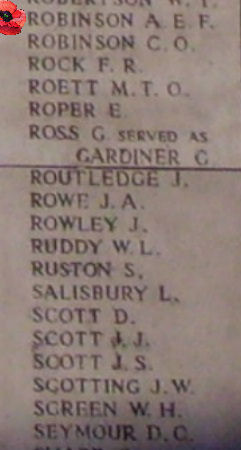 ROBERTSON W. T.
ROBINSON A. E. F.
ROBINSON C. O.
ROCK F. R.
ROETT M. T. O.
ROPER E.
ROSS G. SERVED AS
GARDINER G.
ROUTLEDGE J.
ROWE J. A.
ROWLEY J.
RUDDY W. L.
RUSTON S.
SALISBURY L.
SCOTT D.
SCOTT J. J.
SCOTT J. S.
SCOTTING J. W.
SCREEN W. H.
SEYMOUR D. C.